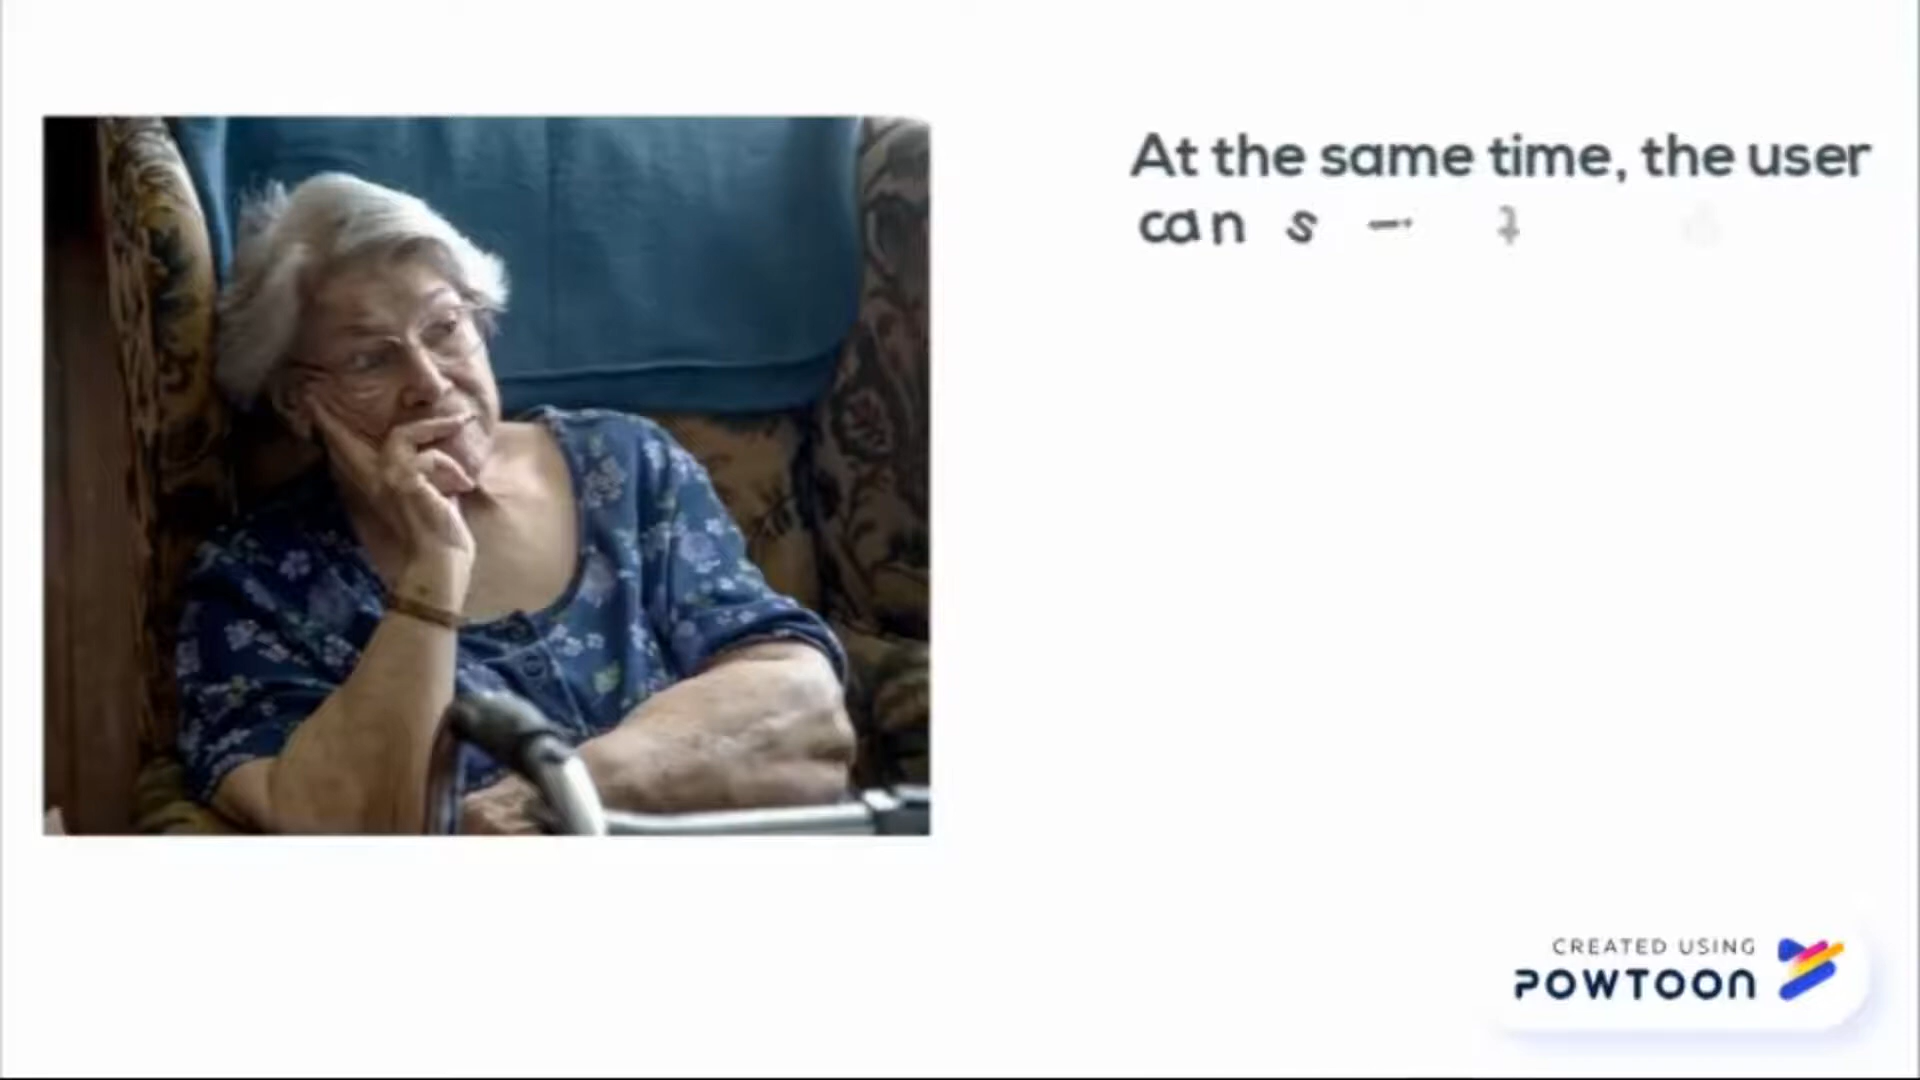 At the same time, the user
can s
CREATED USING
POWTOON